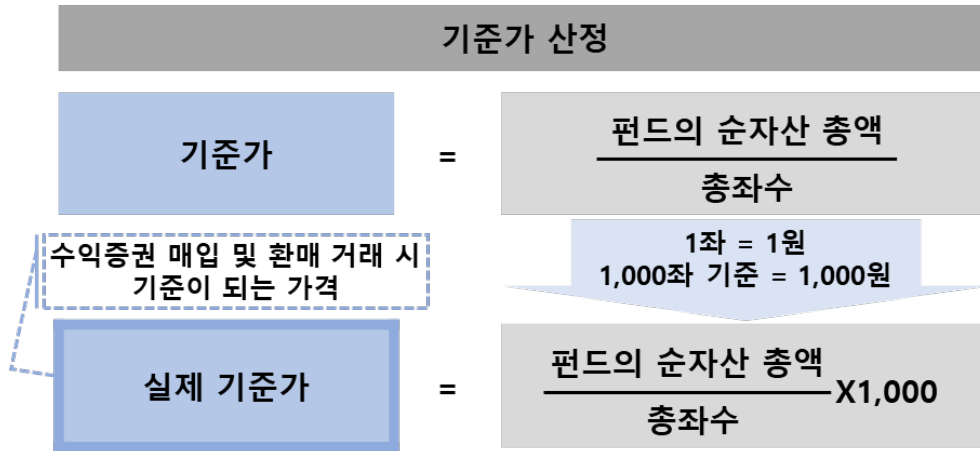 기준가 산정
기준가
=
펀드의 순자산 총액
총좌수
수익증권 매입 및 환매 거래 시
기준이 되는 가격
1좌 = 1원
1,000좌 기준 = 1,000원
실제 기준가
=
펀드의 순자산 총액
총좌수
X1,000